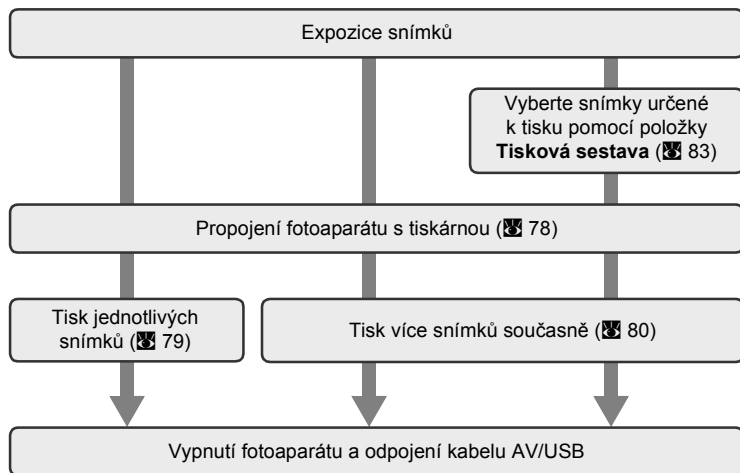 Expozice snímků
Vyberte snímky určené
k tisku pomocí položky
Tisková sestava (83)
Propojení fotoaparátu s tiskárnou (78)
Tisk jednotlivých
snímků (79)
Tisk více snímků současně (80)
Vypnutí fotoaparátu a odpojení kabelu AV/USB